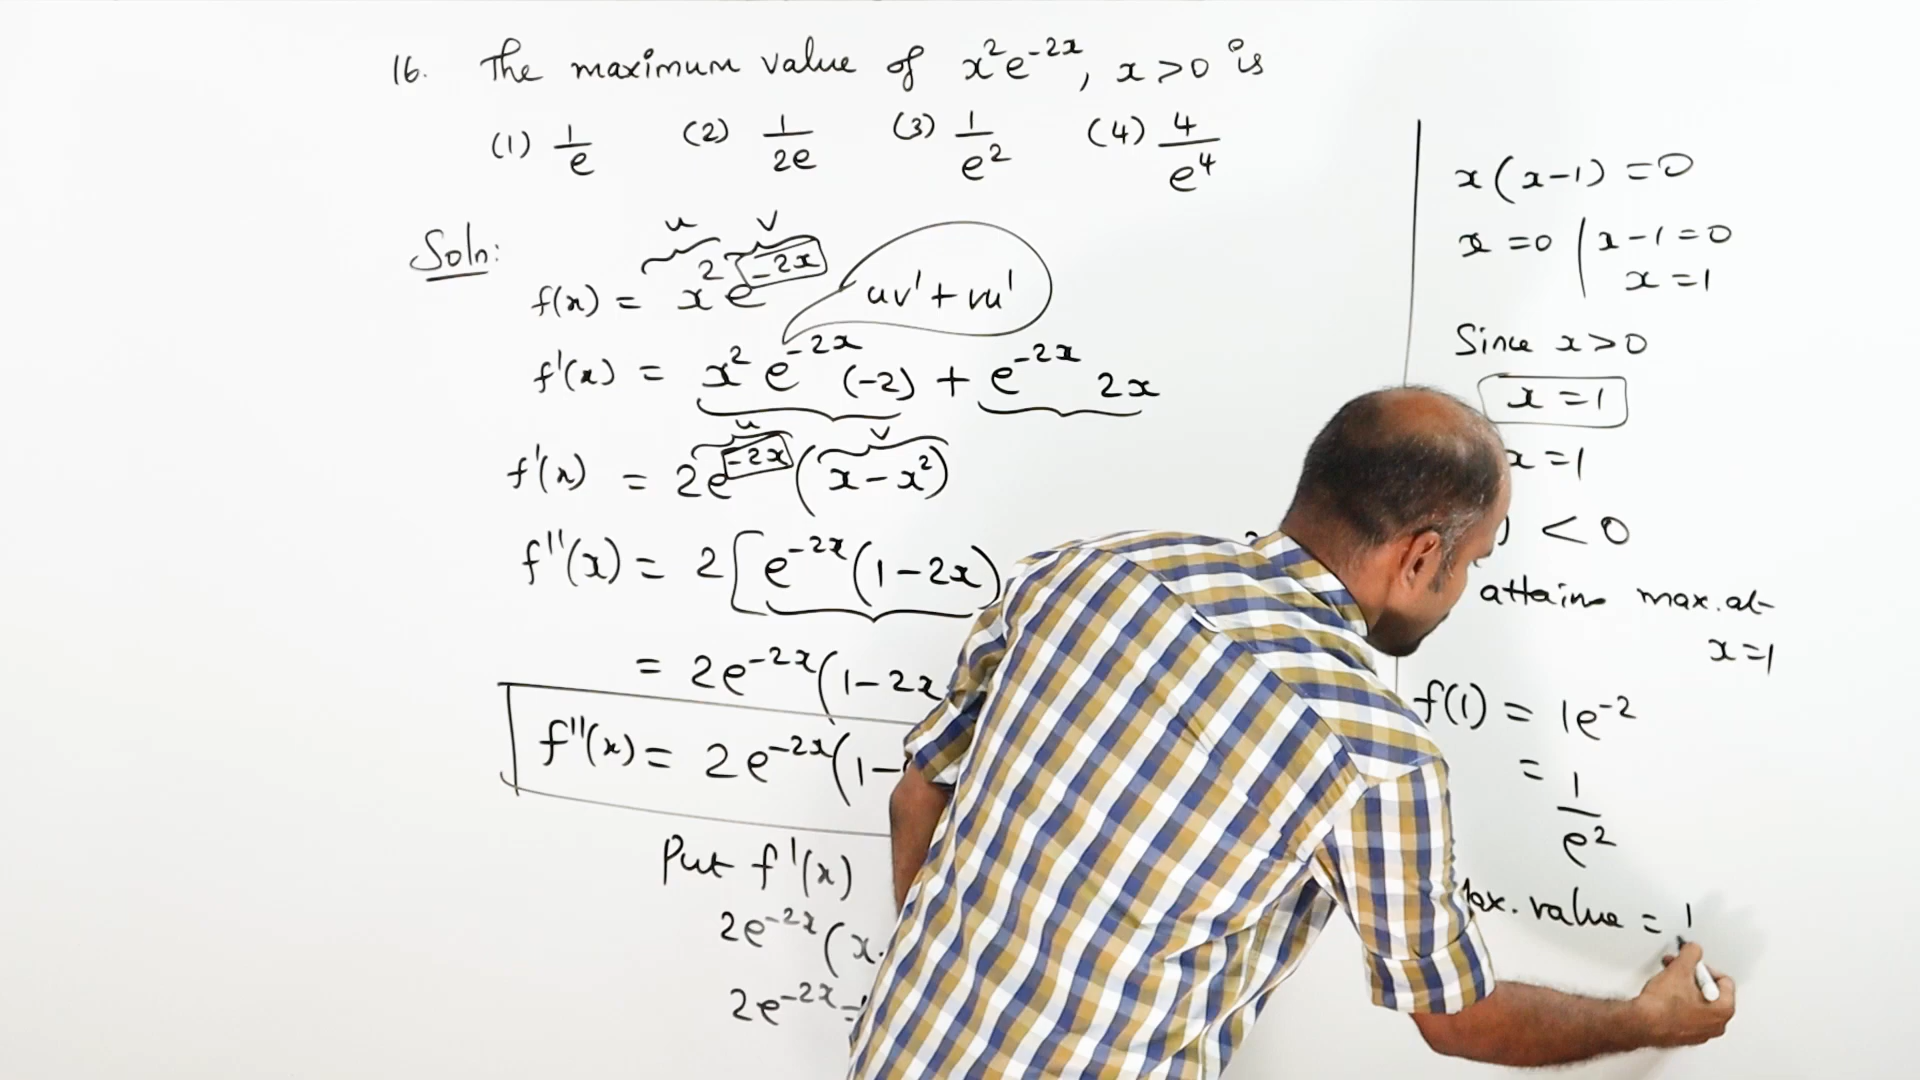 16. The maximum value of x²e⁻²ˣ, x>0 is
(1) 1/e (2) 1/2e (3) 1/e² (4) 4/e⁴
Soln:
u v
f(x) = x²e⁻²ˣ
uv' + vu'
f'(x) = x² e⁻²ˣ (-2) + e⁻²ˣ 2x
u v
f'(x) = 2e⁻²ˣ (x-x²)
f''(x) = 2[e⁻²ˣ(1-2x)
= 2e⁻²ˣ(1-2x
f''(x) = 2e⁻²ˣ(1-
Put f'(x)
2e⁻²ˣ(x
2e⁻²ˣ
x(x-1) = 0
x = 0 | x-1 = 0
x = 1
Since x>0
x = 1
x = 1
) < 0
attains max. at
x = 1
f(1) = 1e⁻²
= 1/e²
Max. value = 1